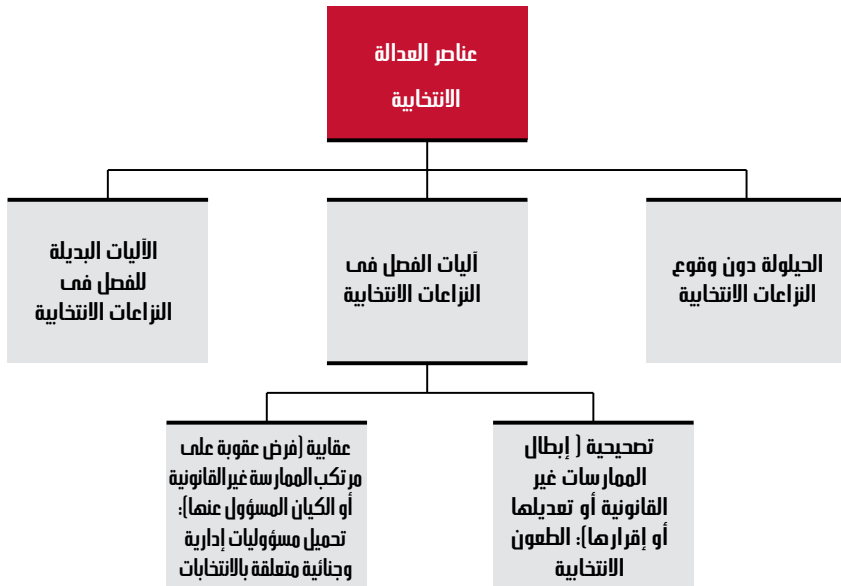 عناصر العدالة
الانتخابية
الحيلولة دون وقوع
النزاعات الانتخابية
آليات الفصل فى
النزاعات الانتخابية
الآليات البديلة
للفصل فى
النزاعات الانتخابية
تصحيحية ( إبطال
الممارسات غير
القانونية أو تعديلها
أو إقرارها): الطعون
الانتخابية
عقابية (فرض عقوبة على
مرتكب الممارسة غير القانونية
أو الكيان المسؤول عنها):
تحميل مسؤوليات إدارية
وجنائية متعلقة بالانتخابات